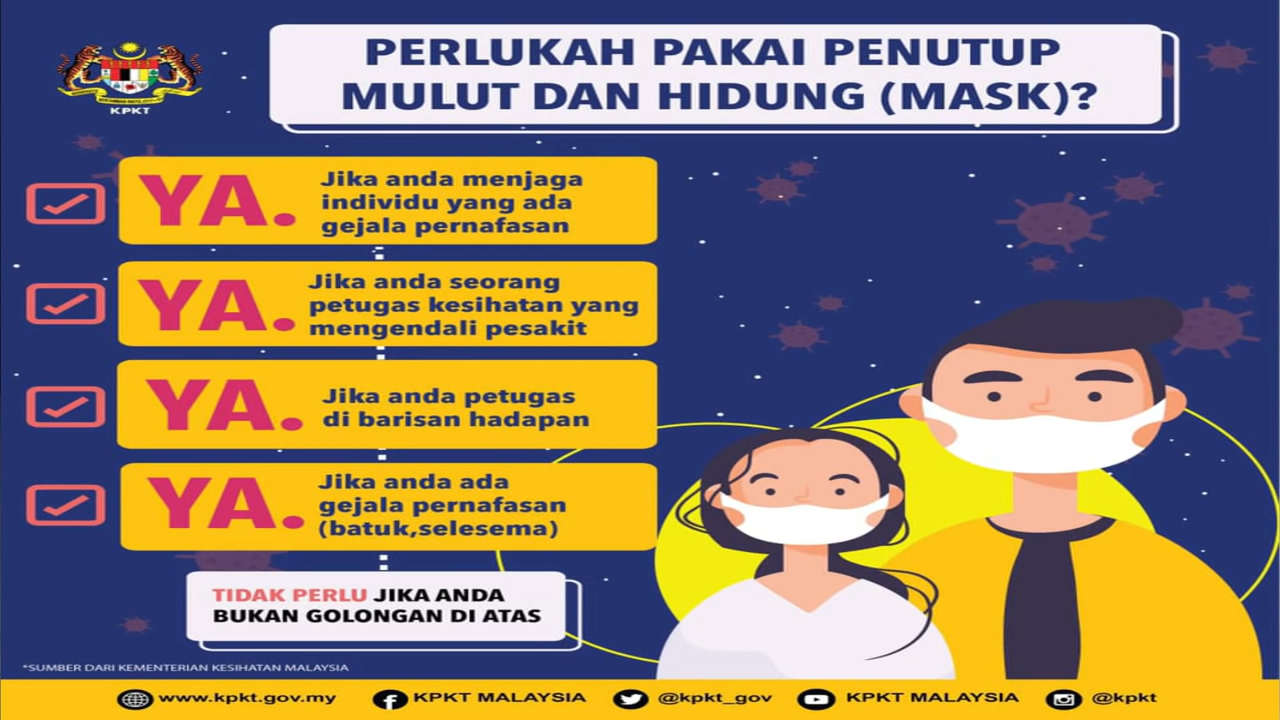 PERLUKAH PAKAI PENUTUP
MULUT DAN HIDUNG (MASK)?
KPKT
YA.
Jika anda menjaga
individu yang ada
gejala pernafasan
YA.
Jika anda seorang
petugas kesihatan yang
mengendali pesakit
YA.
Jika anda petugas
di barisan hadapan
YA.
Jika anda ada
gejala pernafasan
(batuk,selesema)
TIDAK PERLU JIKA ANDA
BUKAN GOLONGAN DI ATAS
*SUMBER DARI KEMENTERIAN KESIHATAN MALAYSIA
www.kpkt.gov.my KPKT MALAYSIA @kpkt_gov KPKT MALAYSIA @kpkt